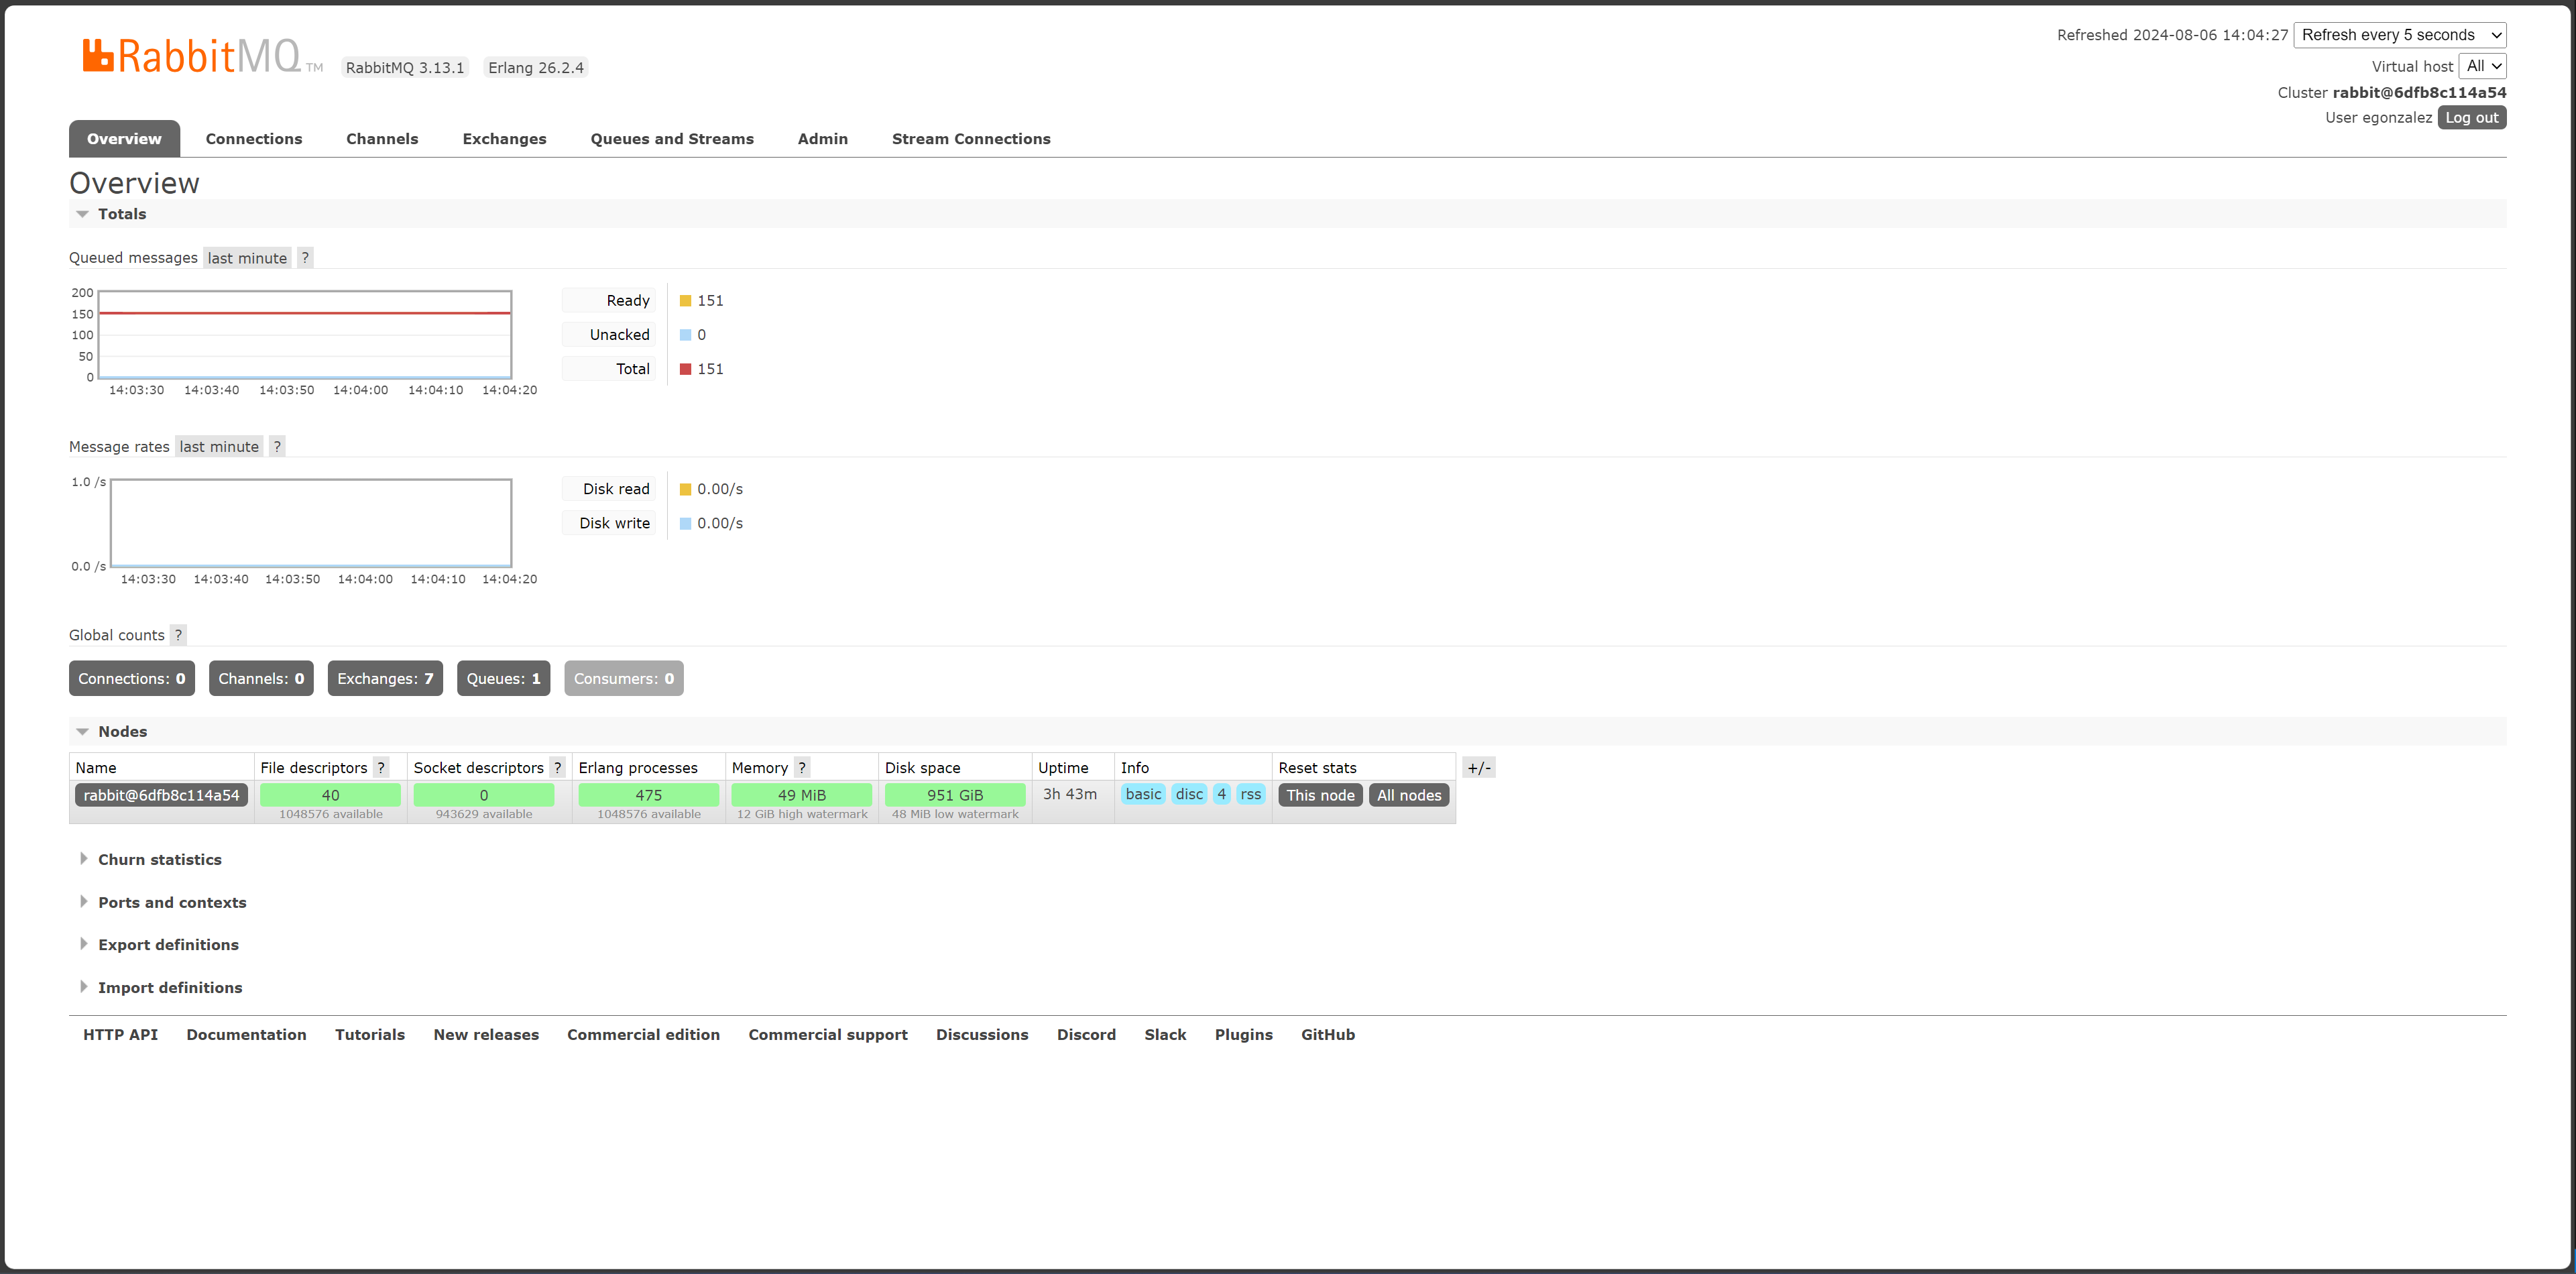 RabbitMQ TM RabbitMQ 3.13.1 Erlang 26.2.4
Refreshed 2024-08-06 14:04:27 Refresh every 5 seconds
Virtual host All
Cluster rabbit@6dfb8c114a54
User egonzalez Log out
Overview Connections Channels Exchanges Queues and Streams Admin Stream Connections
Overview
Totals
Queued messages last minute ?
200
150
100
50
0
14:03:30 14:03:40 14:03:50 14:04:00 14:04:10 14:04:20
Ready 151
Unacked 0
Total 151
Message rates last minute ?
1.0 /s
0.0 /s
14:03:30 14:03:40 14:03:50 14:04:00 14:04:10 14:04:20
Disk read 0.00/s
Disk write 0.00/s
Global counts ?
Connections: 0 Channels: 0 Exchanges: 7 Queues: 1 Consumers: 0
Nodes
Name File descriptors ? Socket descriptors ? Erlang processes Memory ? Disk space Uptime Info Reset stats +/-
rabbit@6dfb8c114a54 40 0 475 49 MiB 951 GiB 3h 43m basic disc 4 rss This node All nodes
1048576 available 943629 available 1048576 available 12 GiB high watermark 48 MiB low watermark
Churn statistics
Ports and contexts
Export definitions
Import definitions
HTTP API Documentation Tutorials New releases Commercial edition Commercial support Discussions Discord Slack Plugins GitHub